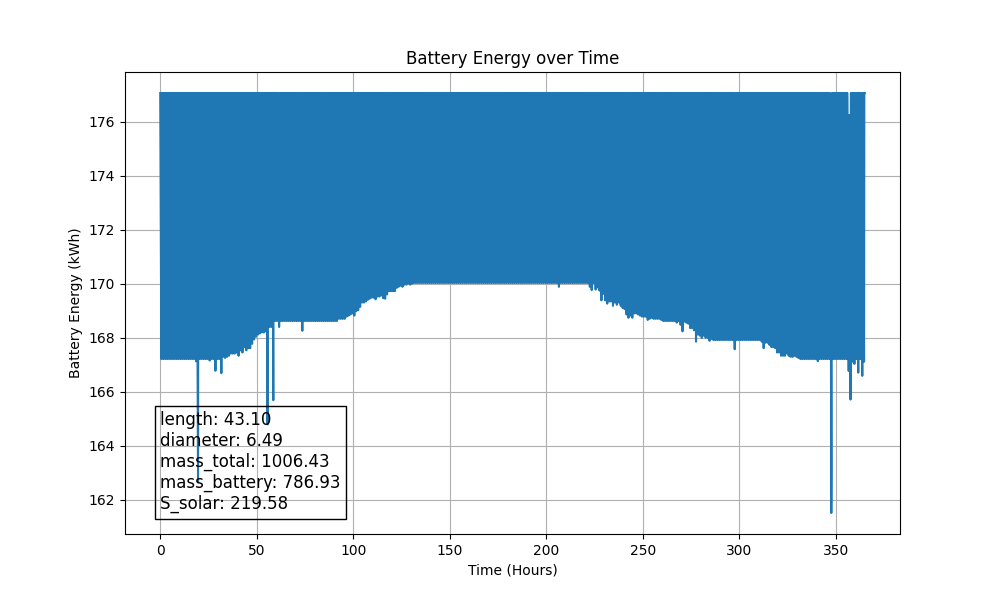 Battery Energy over Time
Battery Energy (kWh)
176
174
172
170
168
166
164
162
length: 43.10
diameter: 6.49
mass_total: 1006.43
mass_battery: 786.93
S_solar: 219.58
0 50 100 150 200 250 300 350
Time (Hours)